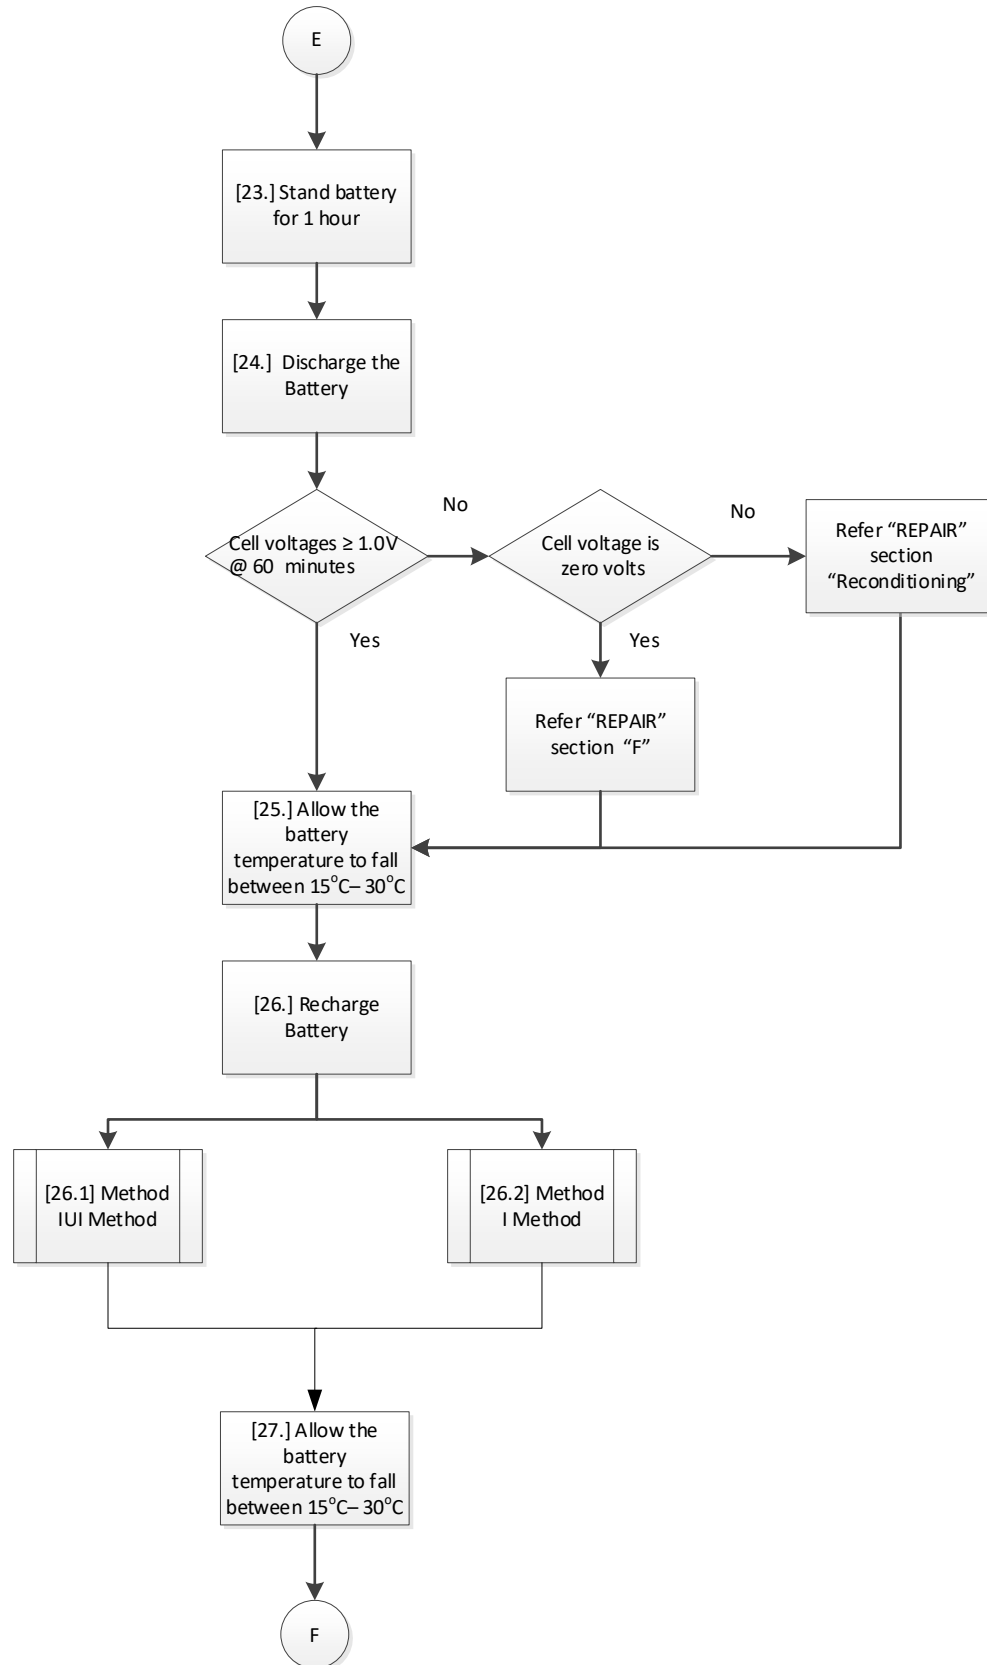 E
[23.] Stand battery
for 1 hour
[24.]  Discharge the
Battery
Cell voltages ≥ 1.0V
@ 60  minutes
No
Cell voltage is
zero volts
No
Refer “REPAIR”
section
“Reconditioning”
Yes
Yes
Refer “REPAIR”
section  “F”
[25.] Allow the
battery
temperature to fall
between 15°C– 30°C
[26.] Recharge
Battery
[26.1] Method
IUI Method
[26.2] Method
I Method
[27.] Allow the
battery
temperature to fall
between 15°C– 30°C
F